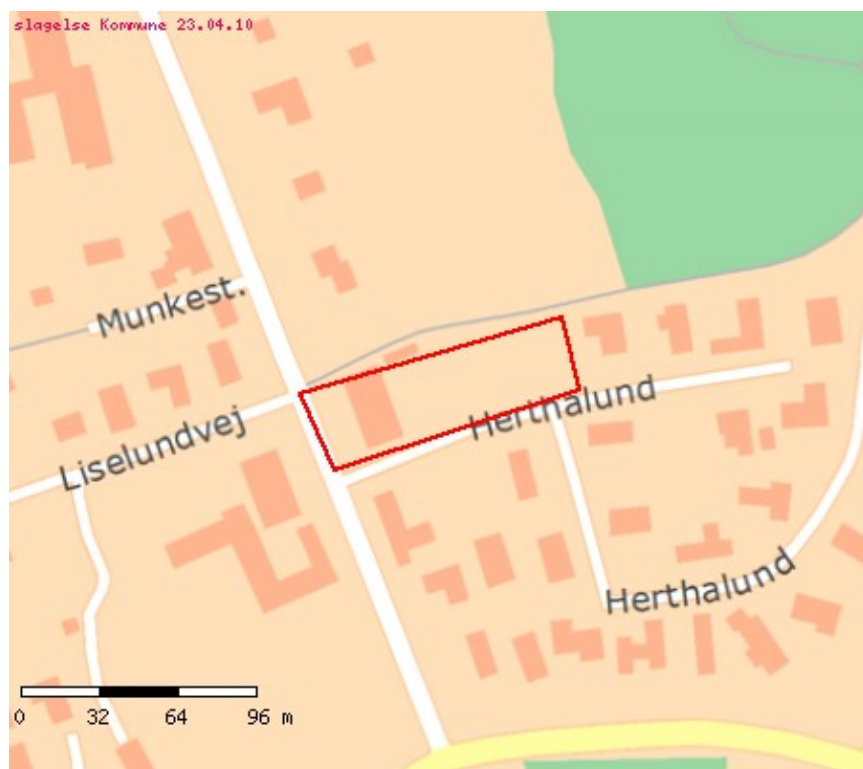 slagelse Kommune 23.04.10
Munkest.
Liselundvej
Herthalund
Herthalund
0 32 64 96 m